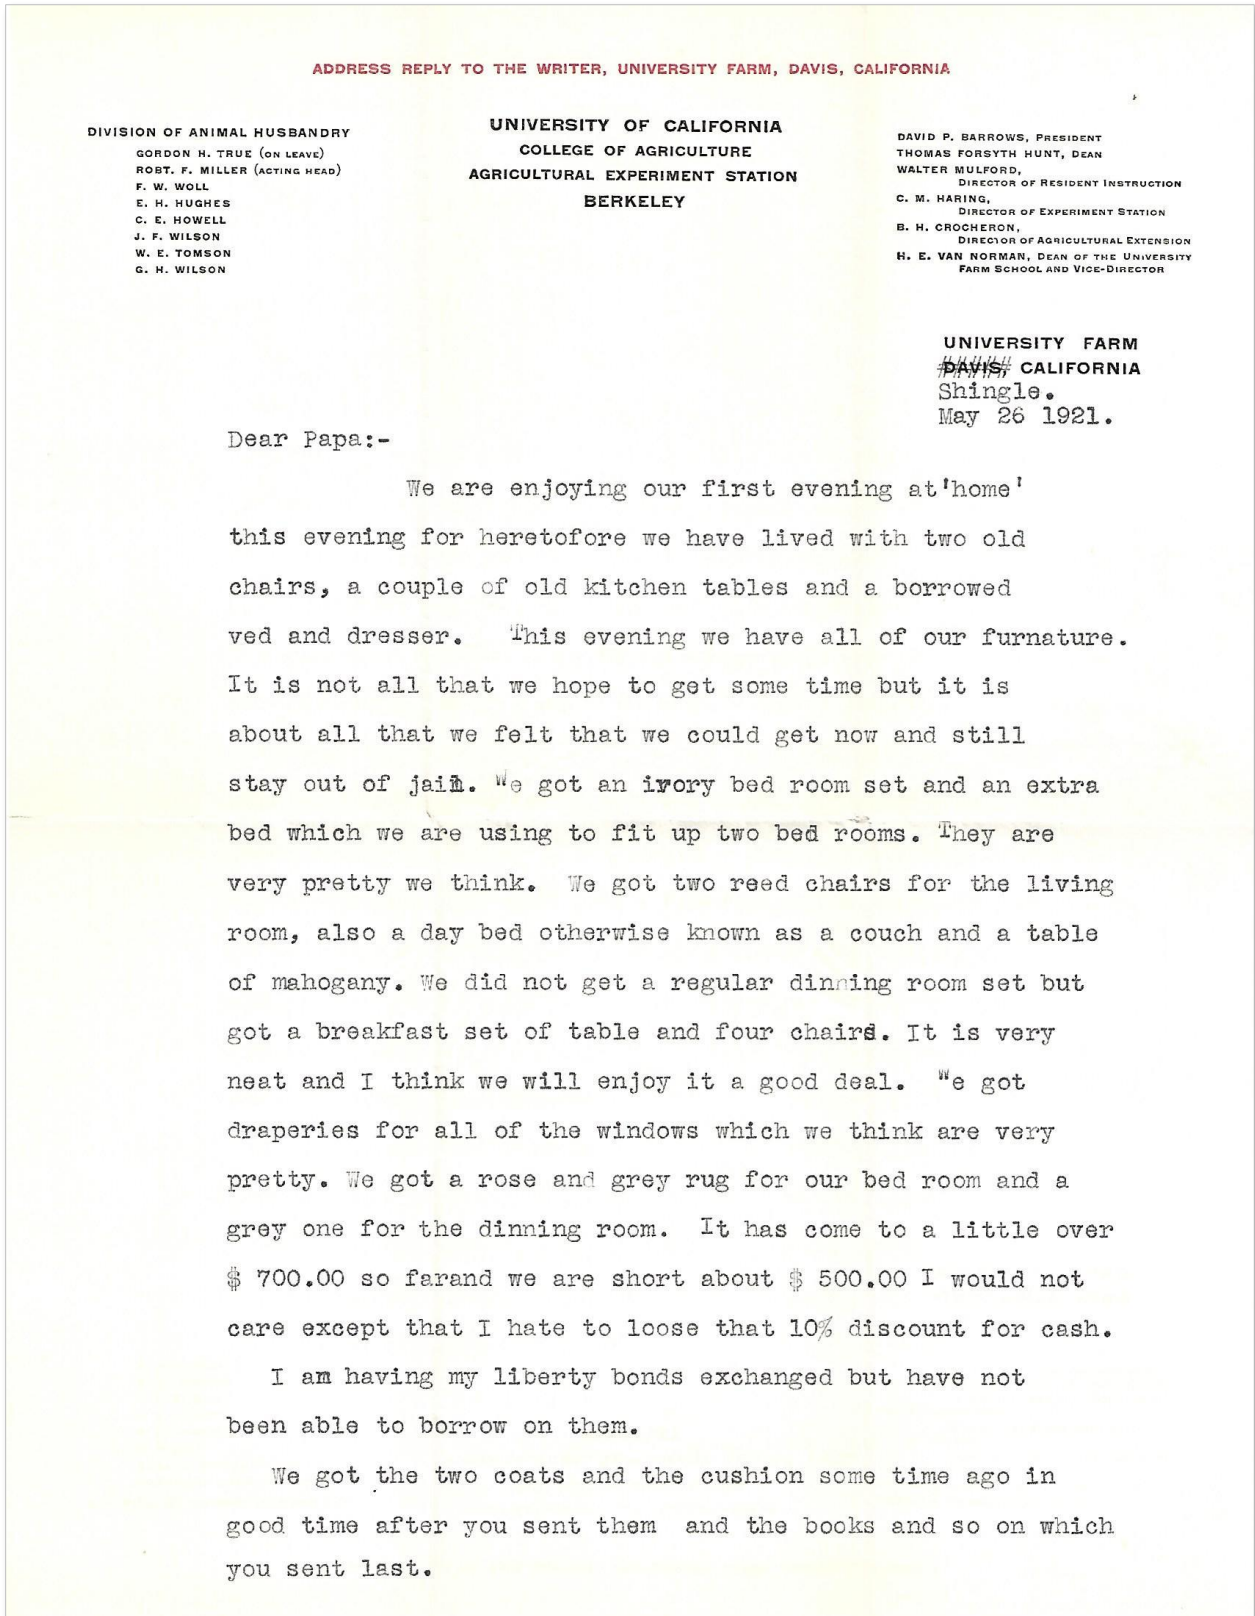 ADDRESS REPLY TO THE WRITER, UNIVERSITY FARM, DAVIS, CALIFORNIA
DIVISION OF ANIMAL HUSBANDRY
GORDON H. TRUE (ON LEAVE)
ROBT. F. MILLER (ACTING HEAD)
F. W. WOLL
E. H. HUGHES
C. E. HOWELL
J. F. WILSON
W. E. TOMSON
G. H. WILSON
UNIVERSITY OF CALIFORNIA
COLLEGE OF AGRICULTURE
AGRICULTURAL EXPERIMENT STATION
BERKELEY
DAVID P. BARROWS, PRESIDENT
THOMAS FORSYTH HUNT, DEAN
WALTER MULFORD,
DIRECTOR OF RESIDENT INSTRUCTION
C. M. HARING,
DIRECTOR OF EXPERIMENT STATION
B. H. CROCHERON,
DIRECTOR OF AGRICULTURAL EXTENSION
H. E. VAN NORMAN, DEAN OF THE UNIVERSITY
FARM SCHOOL AND VICE-DIRECTOR
UNIVERSITY FARM
DAVIS, CALIFORNIA
Shingle.
May 26 1921.
Dear Papa:-
We are enjoying our first evening at'home'
this evening for heretofore we have lived with two old
chairs, a couple of old kitchen tables and a borrowed
ved and dresser. This evening we have all of our furnature.
It is not all that we hope to get some time but it is
about all that we felt that we could get now and still
stay out of jail. We got an ivory bed room set and an extra
bed which we are using to fit up two bed rooms. They are
very pretty we think. We got two reed chairs for the living
room, also a day bed otherwise known as a couch and a table
of mahogany. We did not get a regular dinning room set but
got a breakfast set of table and four chairs. It is very
neat and I think we will enjoy it a good deal. We got
draperies for all of the windows which we think are very
pretty. We got a rose and grey rug for our bed room and a
grey one for the dinning room. It has come to a little over
$ 700.00 so farand we are short about $ 500.00 I would not
care except that I hate to loose that 10% discount for cash.
I am having my liberty bonds exchanged but have not
been able to borrow on them.
We got the two coats and the cushion some time ago in
good time after you sent them and the books and so on which
you sent last.